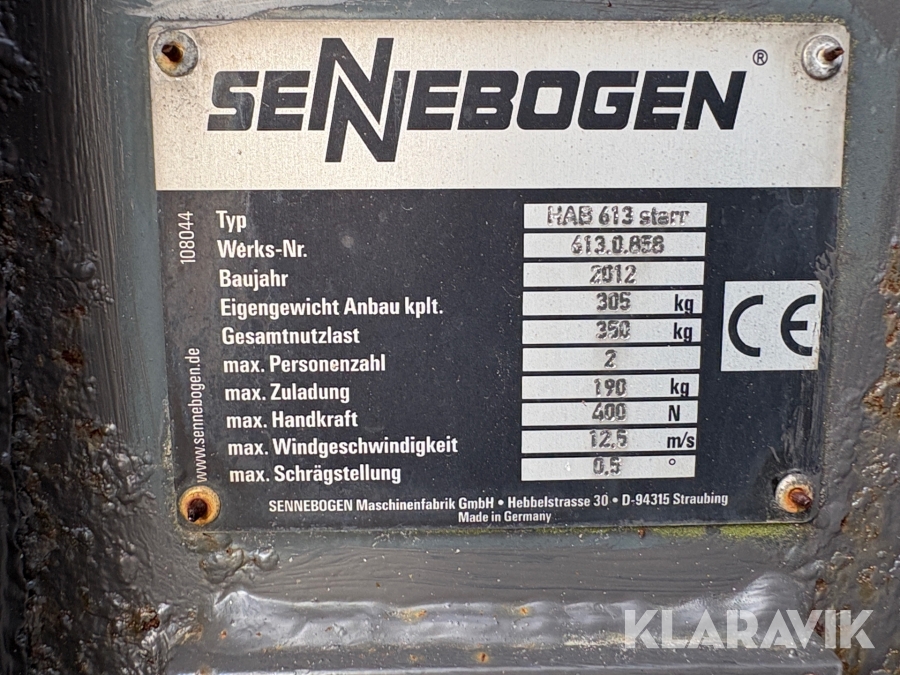 SENNEBOGEN ®
108044
www.sennebogen.de
Typ HAB 613 starr
Werks-Nr. 613.0.858
Baujahr 2012
Eigengewicht Anbau kplt. 305 kg
Gesamtnutzlast 350 kg
max. Personenzahl 2
max. Zuladung 190 kg
max. Handkraft 400 N
max. Windgeschwindigkeit 12,5 m/s
max. Schrägstellung 0,5 °
CE
SENNEBOGEN Maschinenfabrik GmbH • Hebbelstrasse 30 • D-94315 Straubing
Made in Germany
KLARAVIK